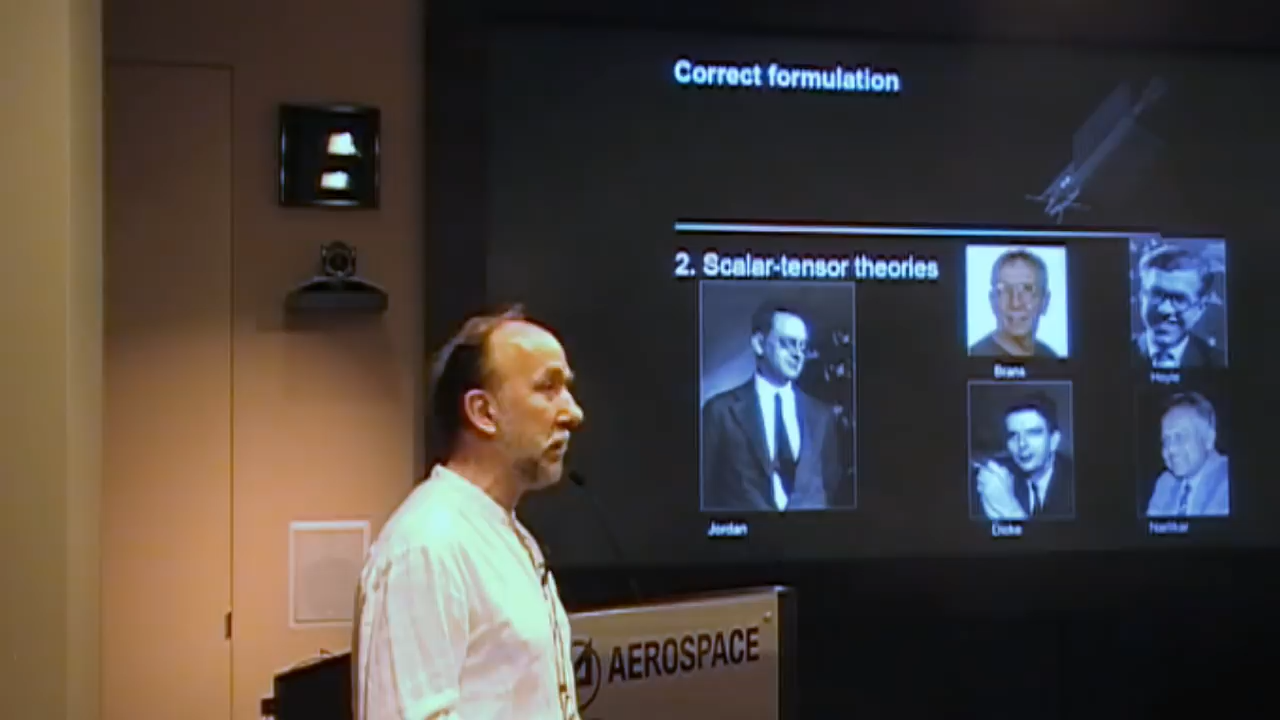 Correct formulation
2. Scalar-tensor theories
Brans
Hoyle
Jordan
Dicke
Narlikar
AEROSPACE